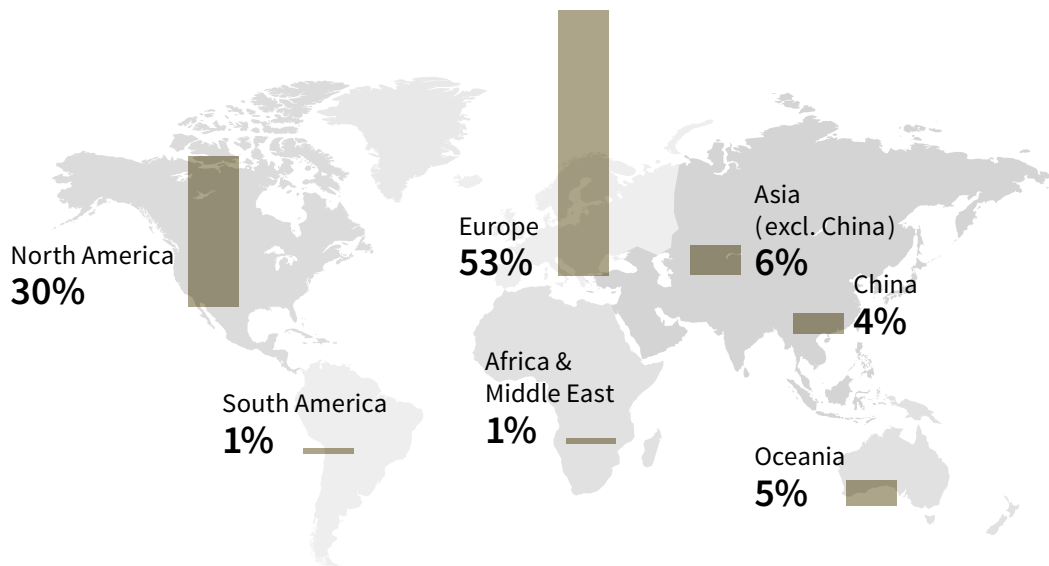 North America
30%
South America
1%
Europe
53%
Africa &
Middle East
1%
Asia
(excl. China)
6%
China
4%
Oceania
5%